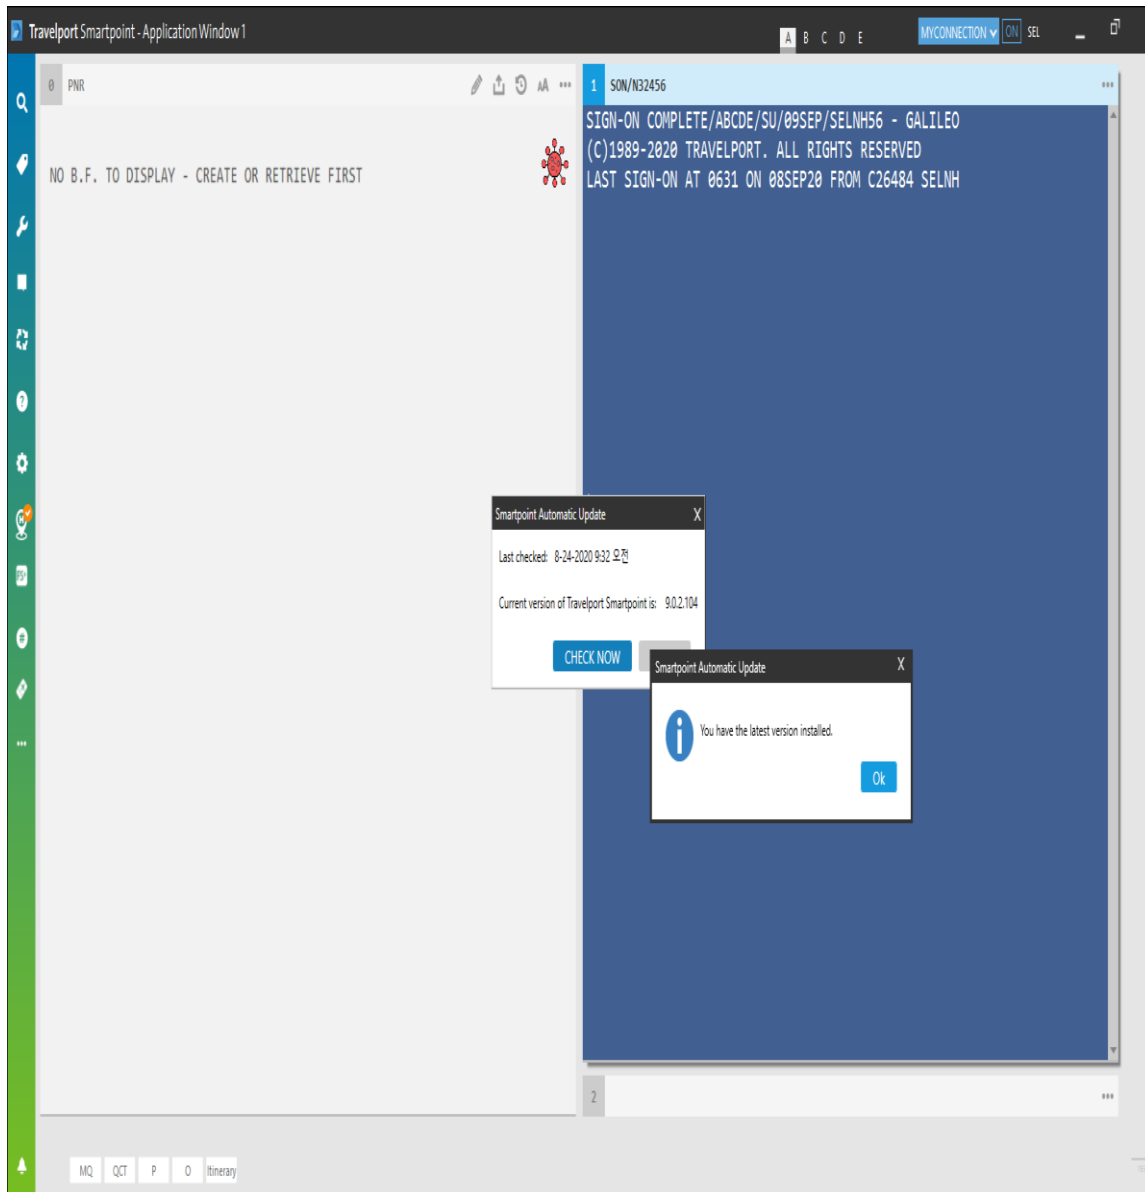 Travelport Smartpoint - Application Window 1
A B C D E
MYCONNECTION ON SEL
0 PNR
AA
1 SON/N32456
SIGN-ON COMPLETE/ABCDE/SU/09SEP/SELNH56 - GALILEO
(C)1989-2020 TRAVELPORT. ALL RIGHTS RESERVED
LAST SIGN-ON AT 0631 ON 08SEP20 FROM C26484 SELNH
NO B.F. TO DISPLAY - CREATE OR RETRIEVE FIRST
Smartpoint Automatic Update X
Last checked: 8-24-2020 9:32 오전
Current version of Travelport Smartpoint is: 9.0.2.104
CHECK NOW
Smartpoint Automatic Update X
You have the latest version installed.
Ok
2
MQ QCT P O Itinerary